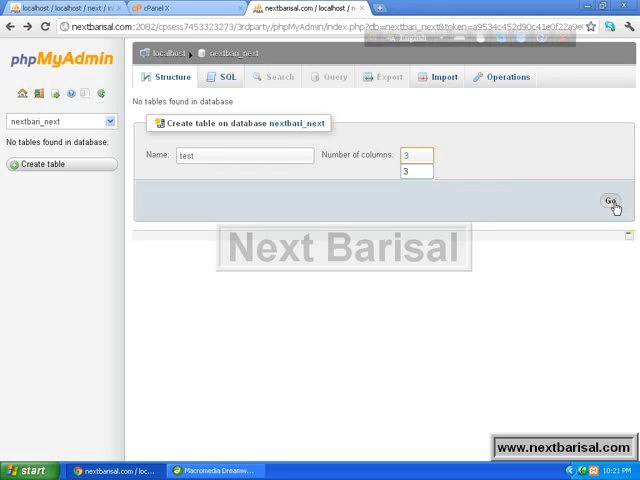 localhost / localhost / next / in
cPanel X
nextbarisal.com / localhost / n
nextbarisal.com:2082/cpsess7453323273/3rdparty/phpMyAdmin/index.php?db=nextbari_next&token=a9534c452d90c41e0f22a9e
phpMyAdmin
localhost
nextbari_next
Structure
SQL
Search
Query
Export
Import
Operations
No tables found in database
nextbari_next
No tables found in database.
Create table
Create table on database nextbari_next
Name:
test
Number of columns:
3
3
Go
Next Barisal
www.nextbarisal.com
start
nextbarisal.com / loc...
Macromedia Dreamw...
10:21 PM